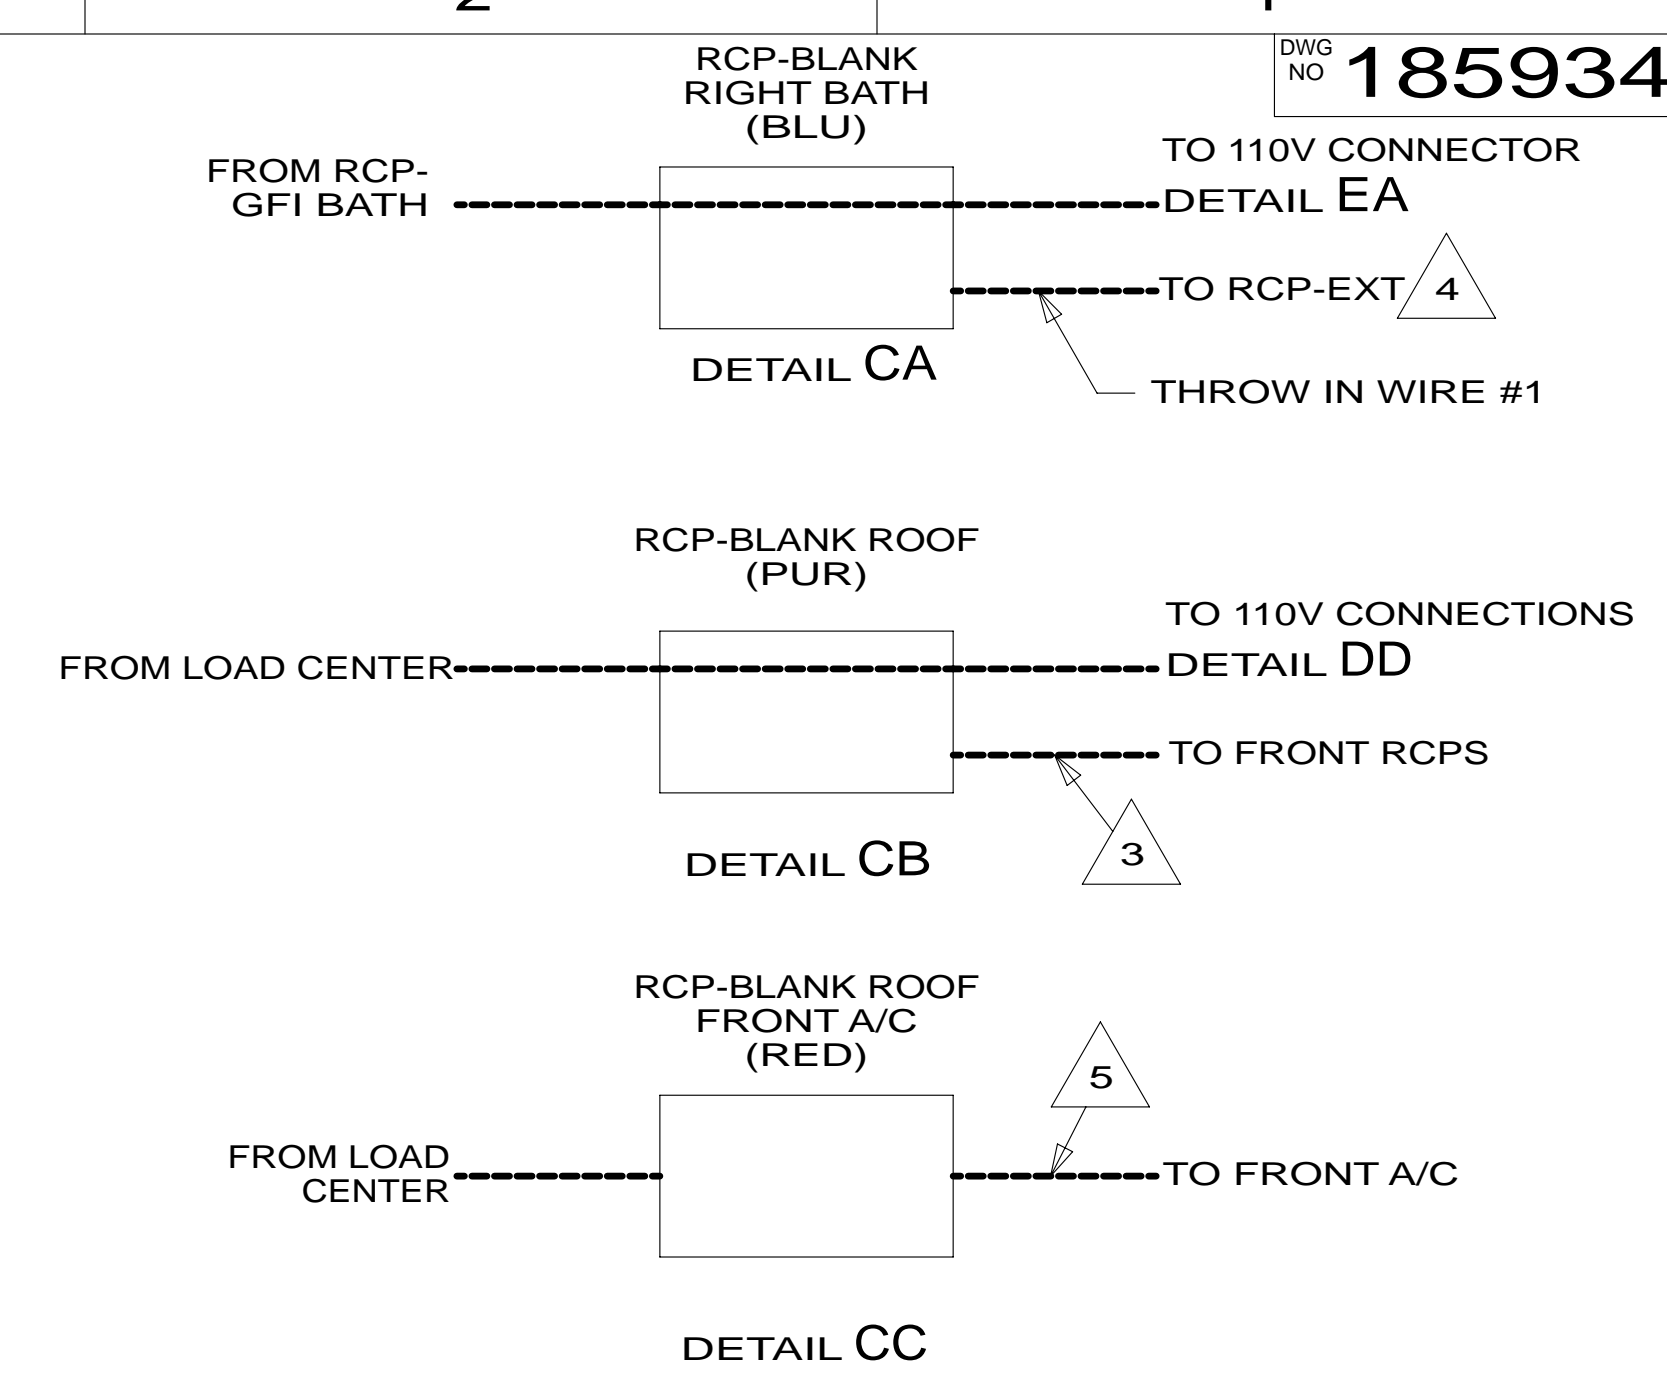 DWG
NO 185934
RCP-BLANK
RIGHT BATH
(BLU)
FROM RCP-
GFI BATH
TO 110V CONNECTOR
DETAIL EA
TO RCP-EXT 4
DETAIL CA
THROW IN WIRE #1
RCP-BLANK ROOF
(PUR)
FROM LOAD CENTER
TO 110V CONNECTIONS
DETAIL DD
TO FRONT RCPS
3
DETAIL CB
RCP-BLANK ROOF
FRONT A/C
(RED)
5
FROM LOAD
CENTER
TO FRONT A/C
DETAIL CC